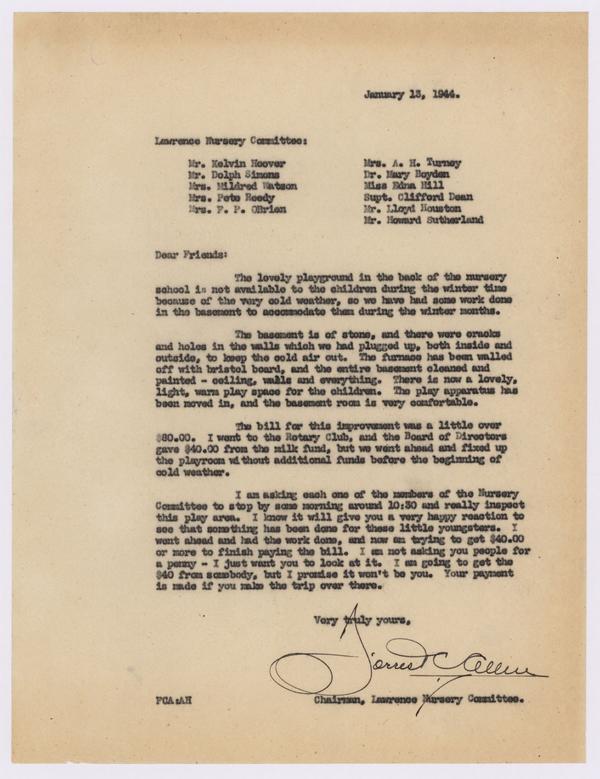 January 13, 1944.
Lawrence Nursery Committee:
Mr. Kelvin Hoover
Mr. Dolph Simons
Mrs. Mildred Watson
Mrs. Pete Reedy
Mrs. F. P. OBrien
Mrs. A. H. Turney
Dr. Mary Boyden
Miss Edna Hill
Supt. Clifford Dean
Mr. Lloyd Houston
Mr. Howard Sutherland
Dear Friends:
The lovely playground in the back of the nursery
school is not available to the children during the winter time
because of the very cold weather, so we have had some work done
in the basement to accommodate them during the winter months.
The basement is of stone, and there were cracks
and holes in the walls which we had plugged up, both inside and
outside, to keep the cold air out. The furnace has been walled
off with bristol board, and the entire basement cleaned and
painted - ceiling, walls and everything. There is now a lovely,
light, warm play space for the children. The play apparatus has
been moved in, and the basement room is very comfortable.
The bill for this improvement was a little over
$80.00. I went to the Rotary Club, and the Board of Directors
gave $40.00 from the milk fund, but we went ahead and fixed up
the playroom without additional funds before the beginning of
cold weather.
I am asking each one of the members of the Nursery
Committee to stop by some morning around 10:30 and really inspect
this play area. I know it will give you a very happy reaction to
see that something has been done for these little youngsters. I
went ahead and had the work done, and now am trying to get $40.00
or more to finish paying the bill. I am not asking you people for
a penny - I just want you to look at it. I am going to get the
$40 from somebody, but I promise it won't be you. Your payment
is made if you make the trip over there.
Very truly yours,
Forrest C. Allen
FCA:AH
Chairman, Lawrence Nursery Committee.